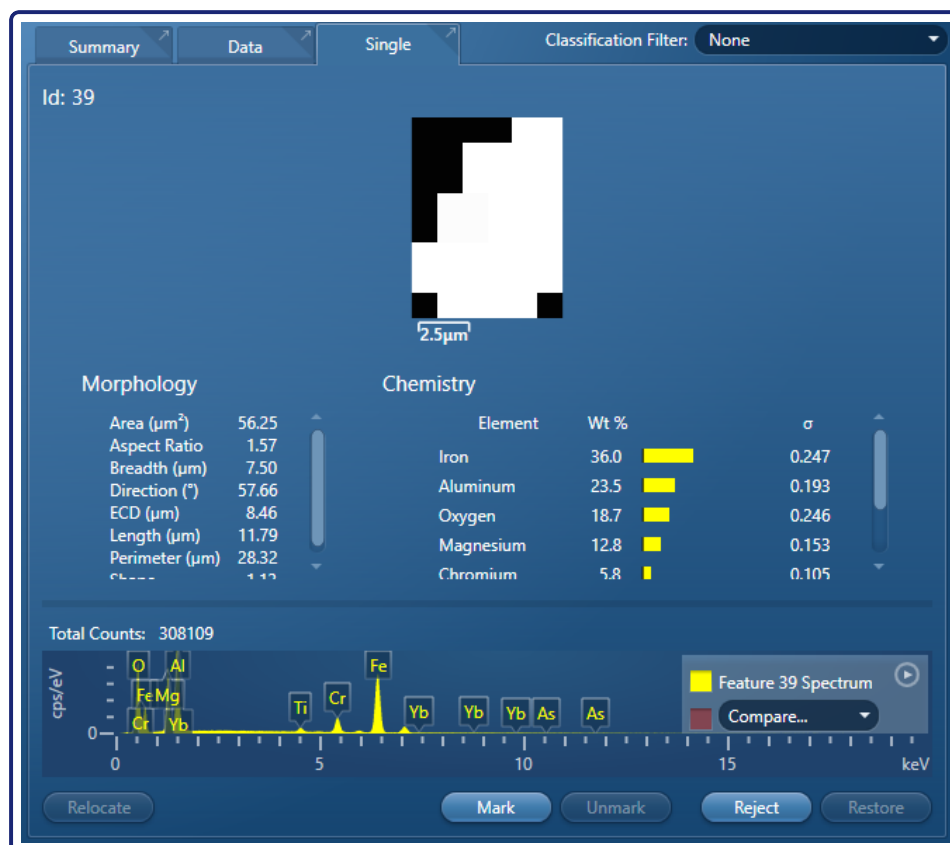 Summary Data Single Classification Filter: None
Id: 39
2.5µm
Morphology
Area (µm²) 56.25
Aspect Ratio 1.57
Breadth (µm) 7.50
Direction (°) 57.66
ECD (µm) 8.46
Length (µm) 11.79
Perimeter (µm) 28.32
Shape 1.13
Chemistry
Element Wt % σ
Iron 36.0 0.247
Aluminum 23.5 0.193
Oxygen 18.7 0.246
Magnesium 12.8 0.153
Chromium 5.8 0.105
Total Counts: 308109
cps/eV
O Al Fe
Fe Mg
Ti Cr Yb Yb Yb As As
Cr Yb
0
0 5 10 15 keV
Feature 39 Spectrum
Compare...
Relocate Mark Unmark Reject Restore